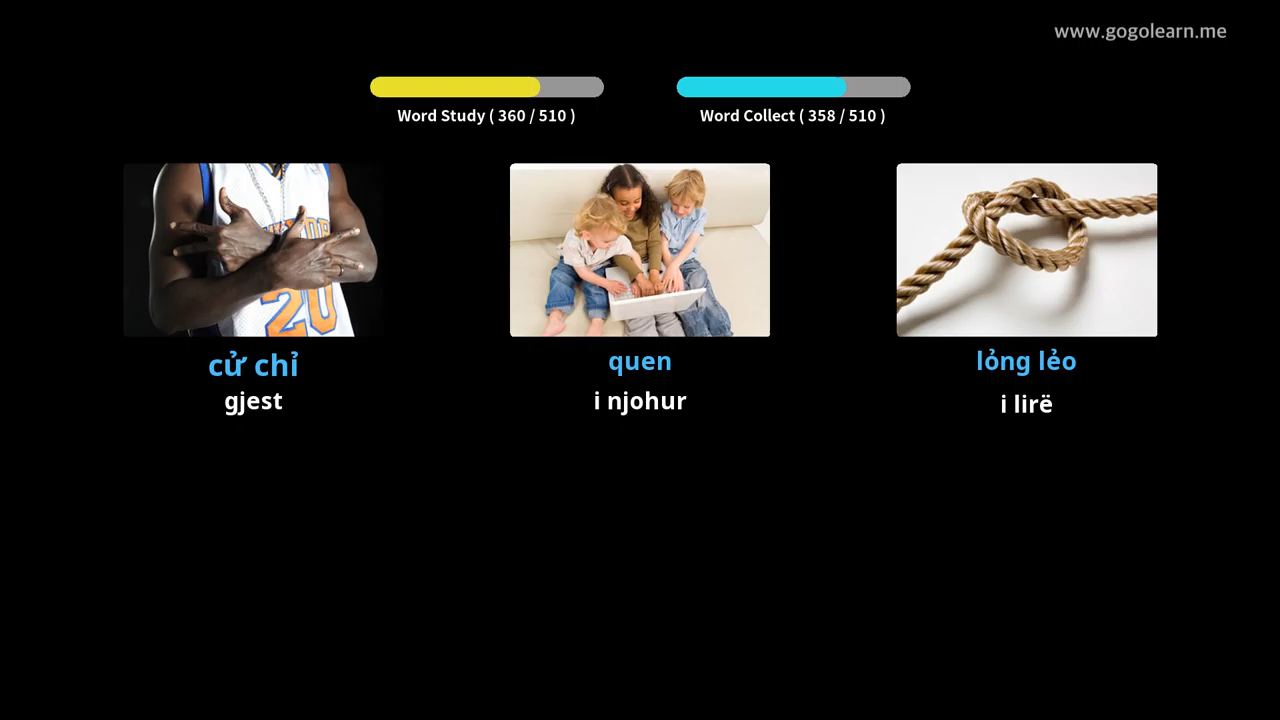 www.gogolearn.me
Word Study ( 360 / 510 )
Word Collect ( 358 / 510 )
20
cử chỉ
quen
lỏng lẻo
gjest
i njohur
i lirë